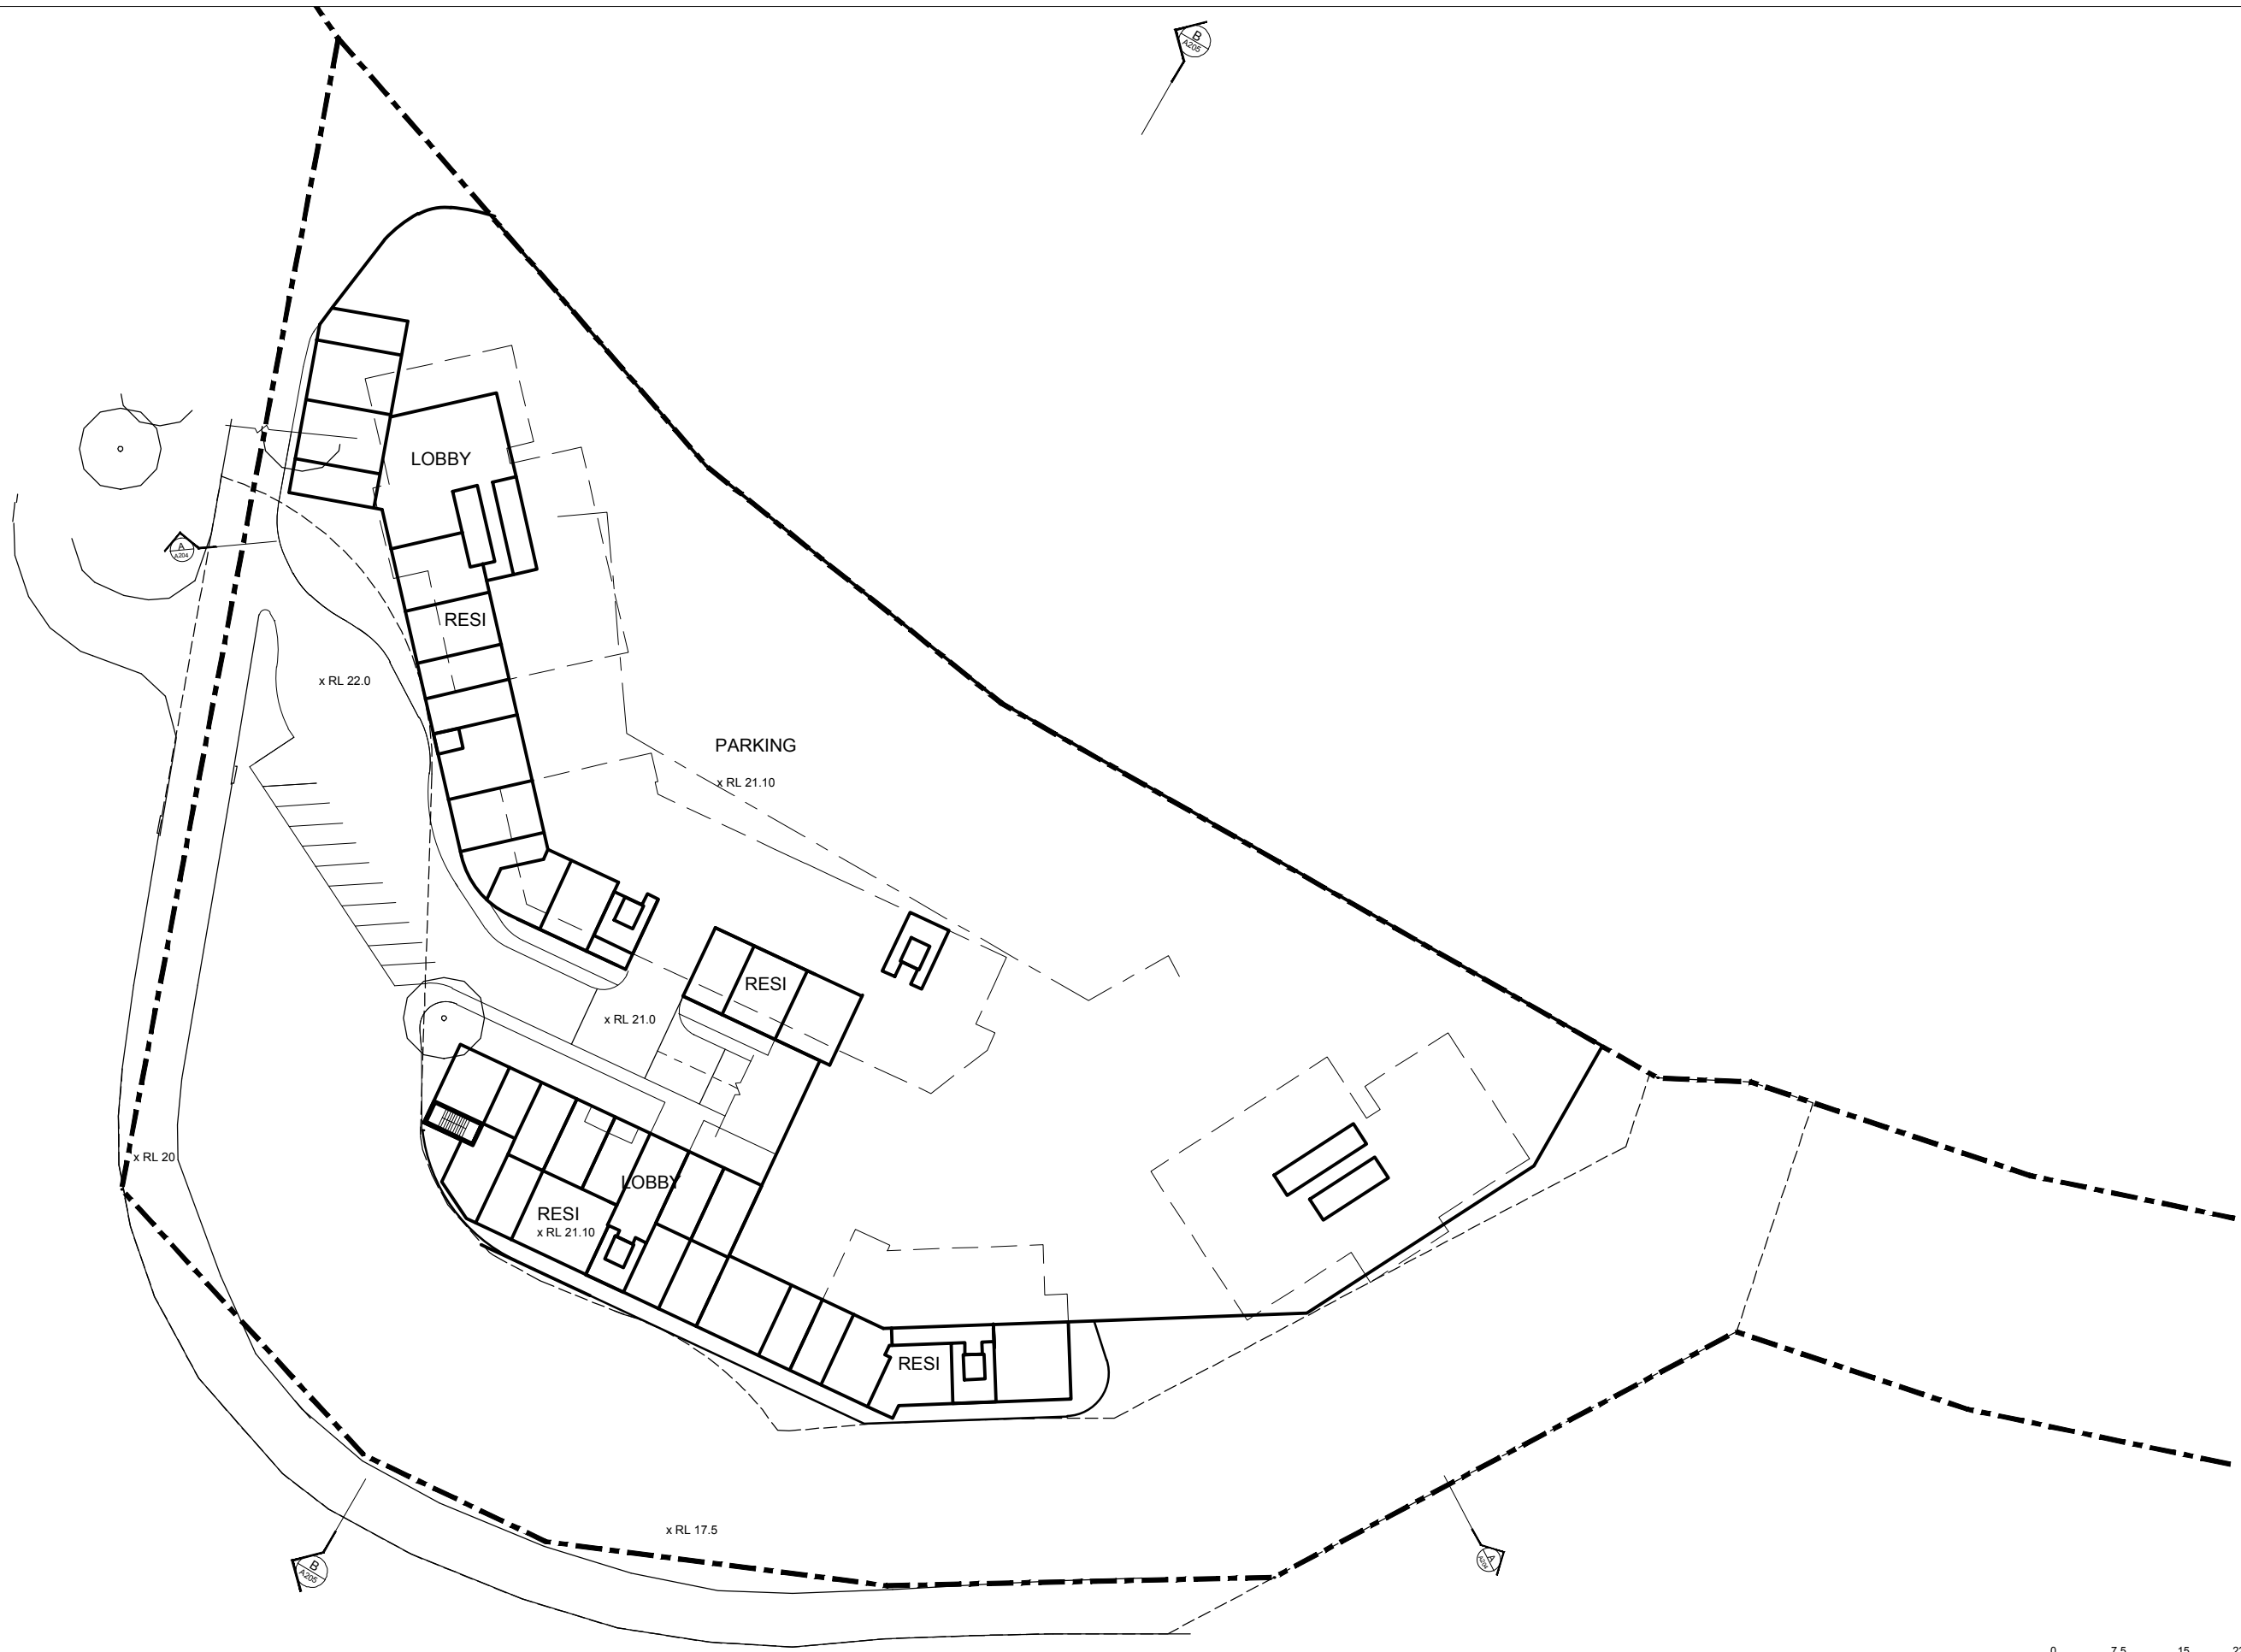 B
A205
LOBBY
A
A204
RESI
x RL 22.0
PARKING
x RL 21.10
RESI
x RL 21.0
x RL 20
LOBBY
RESI
x RL 21.10
RESI
x RL 17.5
B
A205
A
0 7.5 15